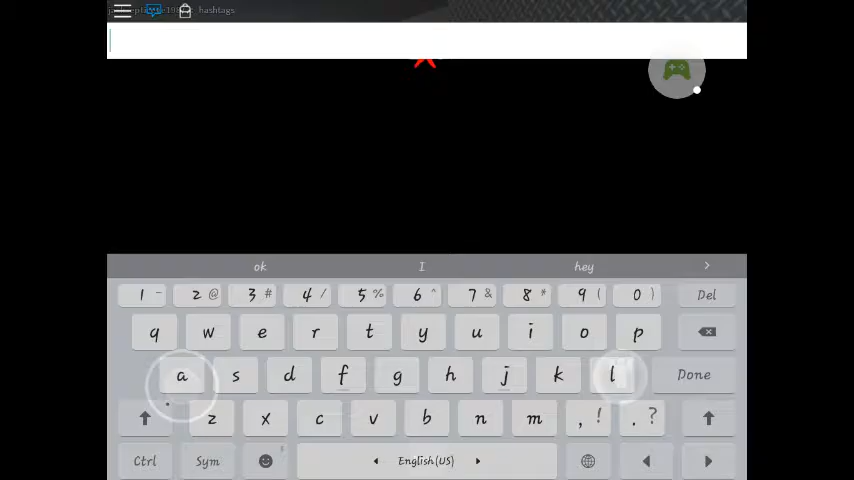 hashtags
ok I hey
1 - 2 @ 3 # 4 / 5 % 6 ^ 7 & 8 * 9 ( 0 ) Del
q w e r t y u i o p
a s d f g h j k l Done
z x c v b n m , ! . ?
Ctrl Sym English(US)